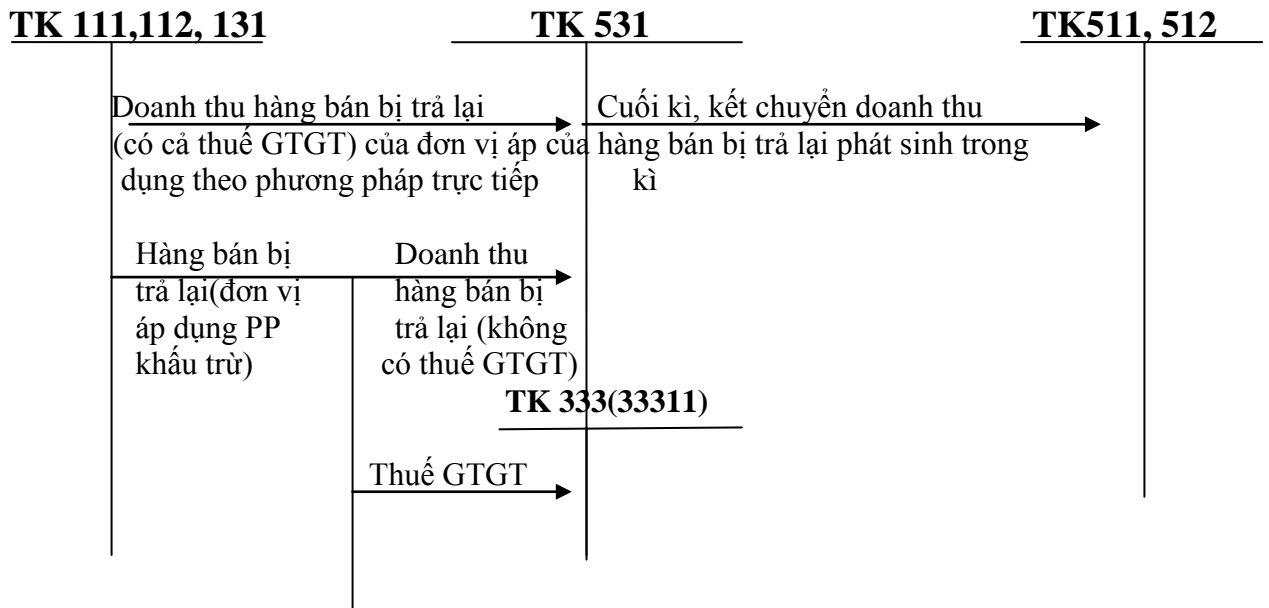 TK 111,112, 131
TK 531
TK511, 512
Doanh thu hàng bán bị trả lại
(có cả thuế GTGT) của đơn vị áp
dụng theo phương pháp trực tiếp
Cuối kì, kết chuyển doanh thu
của hàng bán bị trả lại phát sinh trong
kì
Hàng bán bị
trả lại(đơn vị
áp dụng PP
khấu trừ)
Doanh thu
hàng bán bị
trả lại (không
có thuế GTGT)
TK 333(33311)
Thuế GTGT